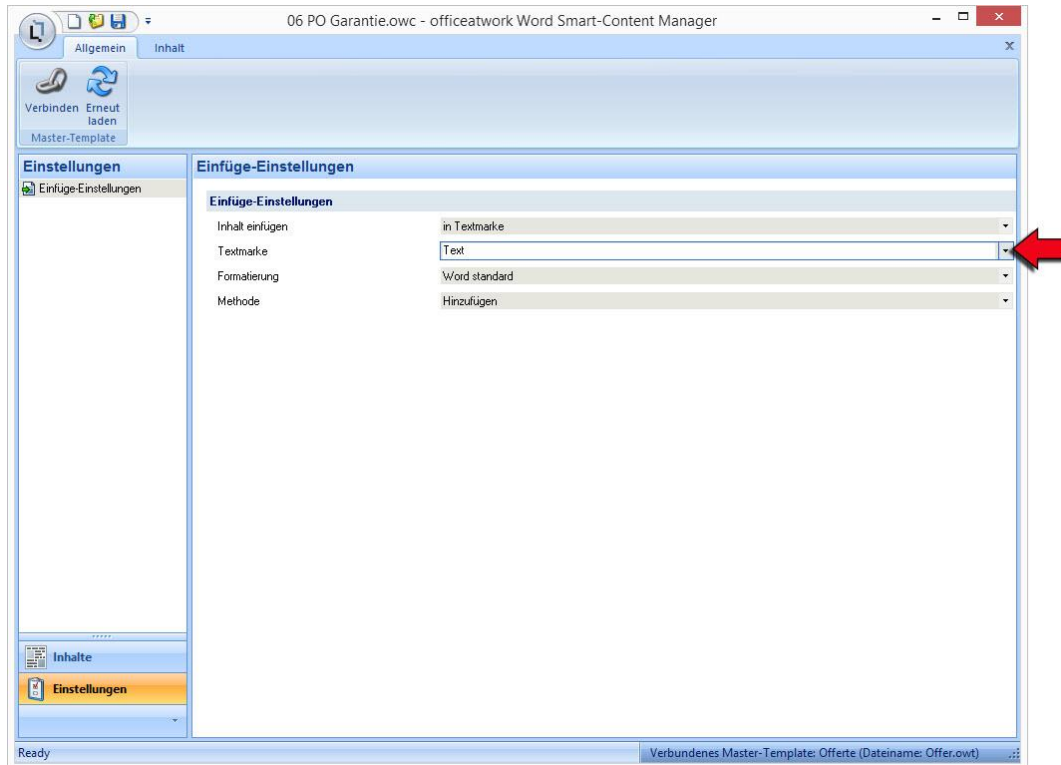 06 PO Garantie.owc - officeatwork Word Smart-Content Manager
Allgemein Inhalt
Verbinden Erneut laden
Master-Template
Einstellungen
Einfüge-Einstellungen
Einfüge-Einstellungen
Einfüge-Einstellungen
Inhalt einfügen in Textmarke
Textmarke Text
Formatierung Word standard
Methode Hinzufügen
Inhalte
Einstellungen
Ready
Verbundenes Master-Template: Offerte (Dateiname: Offer.owt)